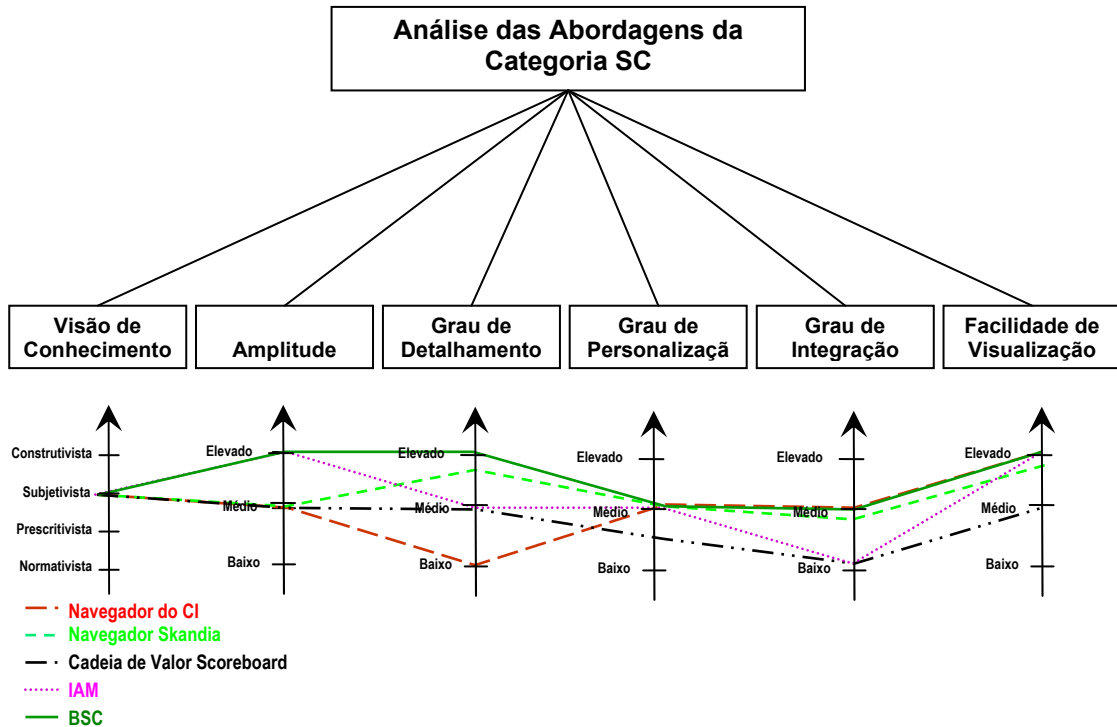 Análise das Abordagens da
Categoria SC
Visão de
Conhecimento
Amplitude
Grau de
Detalhamento
Grau de
Personalizaçã
Grau de
Integração
Facilidade de
Visualização
Construtivista
Subjetivista
Prescritivista
Normativista
Elevado
Médio
Baixo
Elevado
Médio
Baixo
Elevado
Médio
Baixo
Elevado
Médio
Baixo
Elevado
Médio
Baixo
Navegador do CI
Navegador Skandia
Cadeia de Valor Scoreboard
IAM
BSC